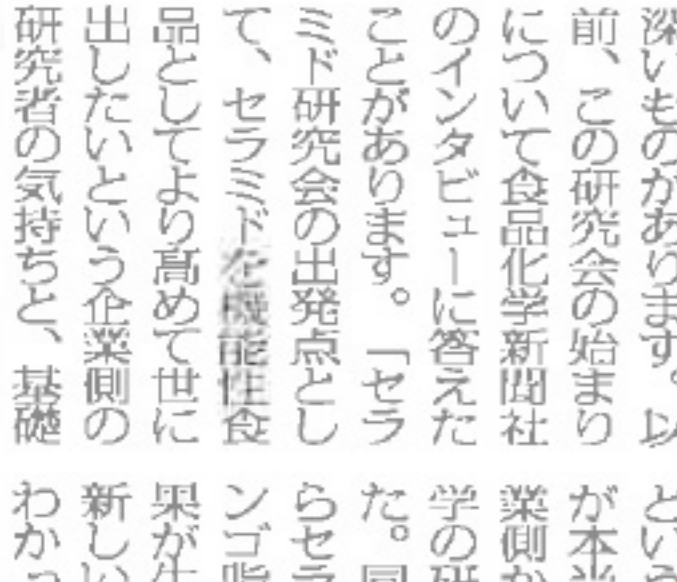 深いものがあります。以
前、この研究会の始まり
について食品化学新聞社
のインタビューに答えた
ことがあります。「セラ
ミド研究会の出発点とし
て、セラミドを機能性食
品としてより高めて世に
出したいという企業側の
研究者の気持ちと、基礎
という
が本当
業側か
学の研
た。同
らセラ
ンゴ脂
果が生
新しい
わかっ